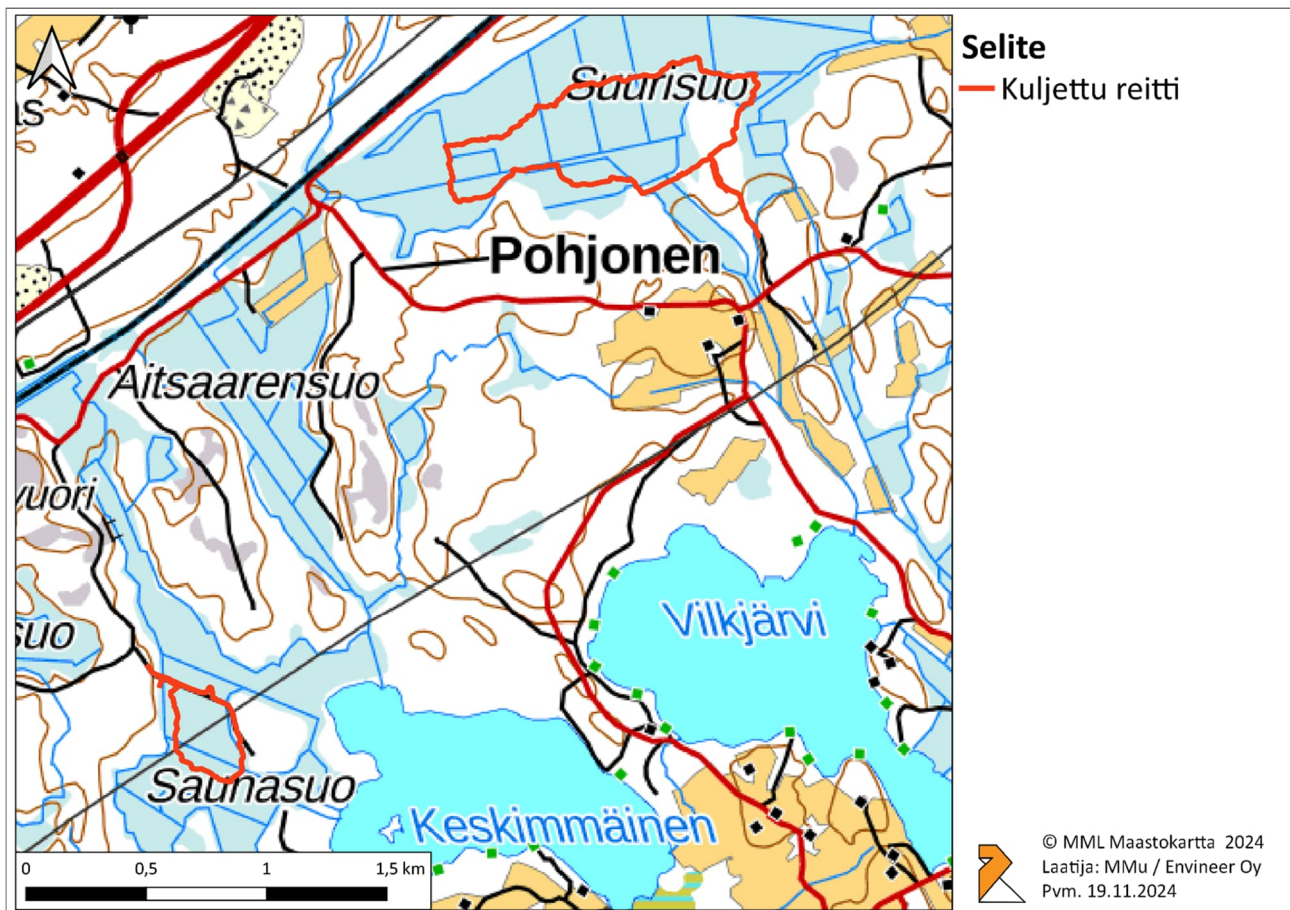 Selite
Kuljettu reitti
as
Suurisuo
Pohjonen
Aitsaarensuo
vuori
suo
Vilkjärvi
Saunasuo
Keskimmäinen
0 0,5 1 1,5 km
© MML Maastokartta 2024
Laatija: MMu / Envineer Oy
Pvm. 19.11.2024